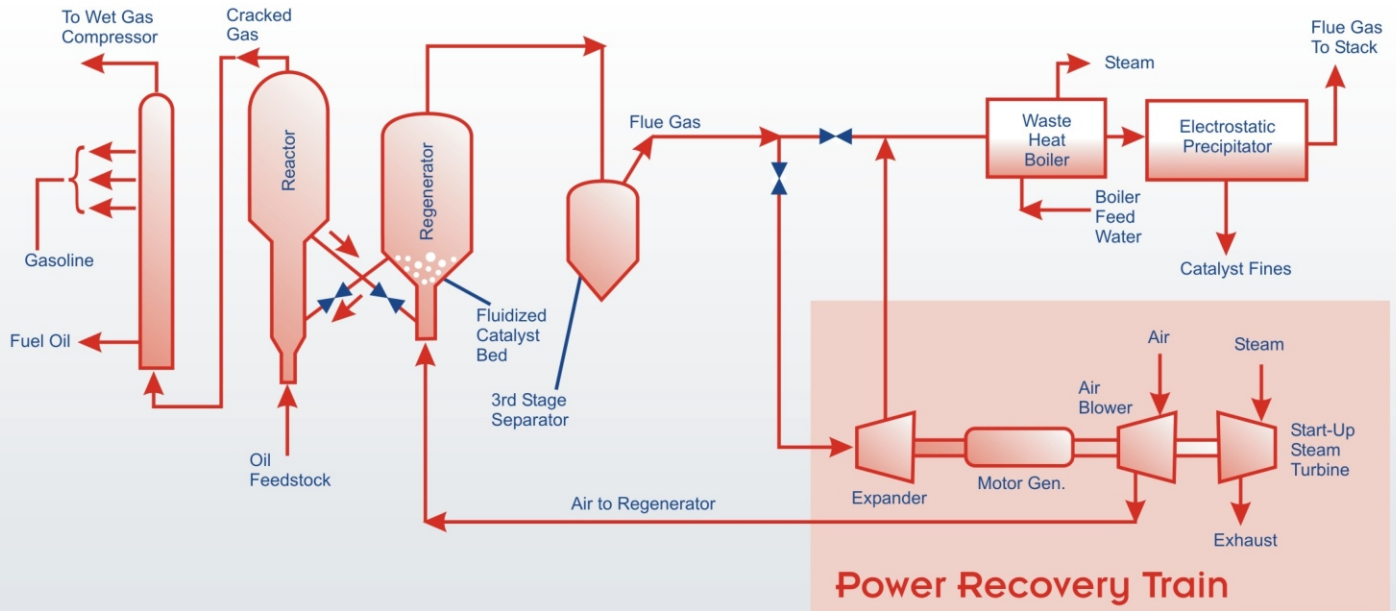 To Wet Gas
Compressor
Cracked
Gas
Reactor
Regenerator
Gasoline
Fuel Oil
Oil
Feedstock
Fluidized
Catalyst
Bed
3rd Stage
Separator
Flue Gas
Steam
Waste
Heat
Boiler
Boiler
Feed
Water
Electrostatic
Precipitator
Flue Gas
To Stack
Catalyst Fines
Air
Steam
Air
Blower
Start-Up
Steam
Turbine
Expander
Motor Gen.
Exhaust
Air to Regenerator
Power Recovery Train